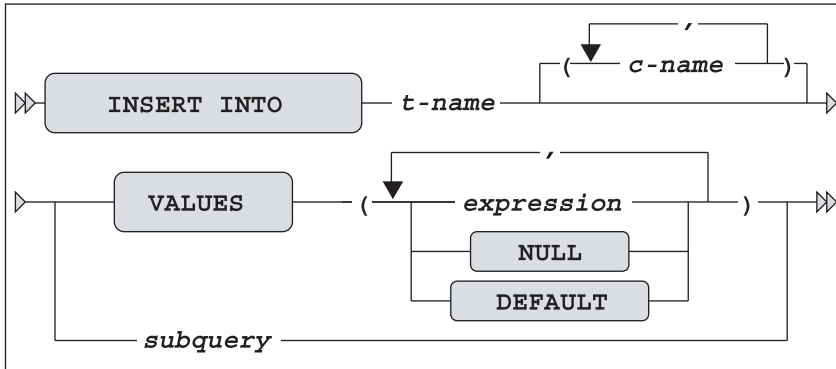 ,
( c-name )
INSERT INTO t-name
,
VALUES ( expression )
NULL
DEFAULT
subquery